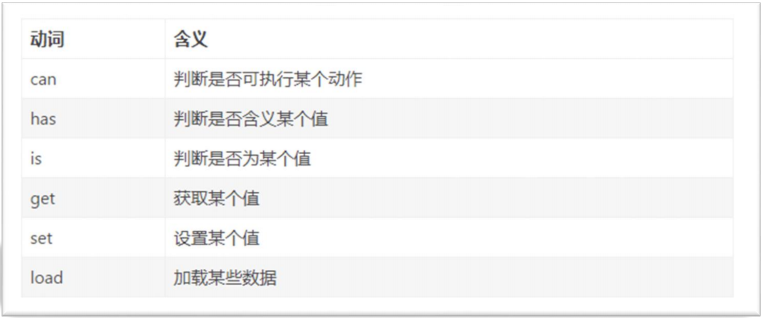 动词 含义
can 判断是否可执行某个动作
has 判断是否含义某个值
is 判断是否为某个值
get 获取某个值
set 设置某个值
load 加载某些数据